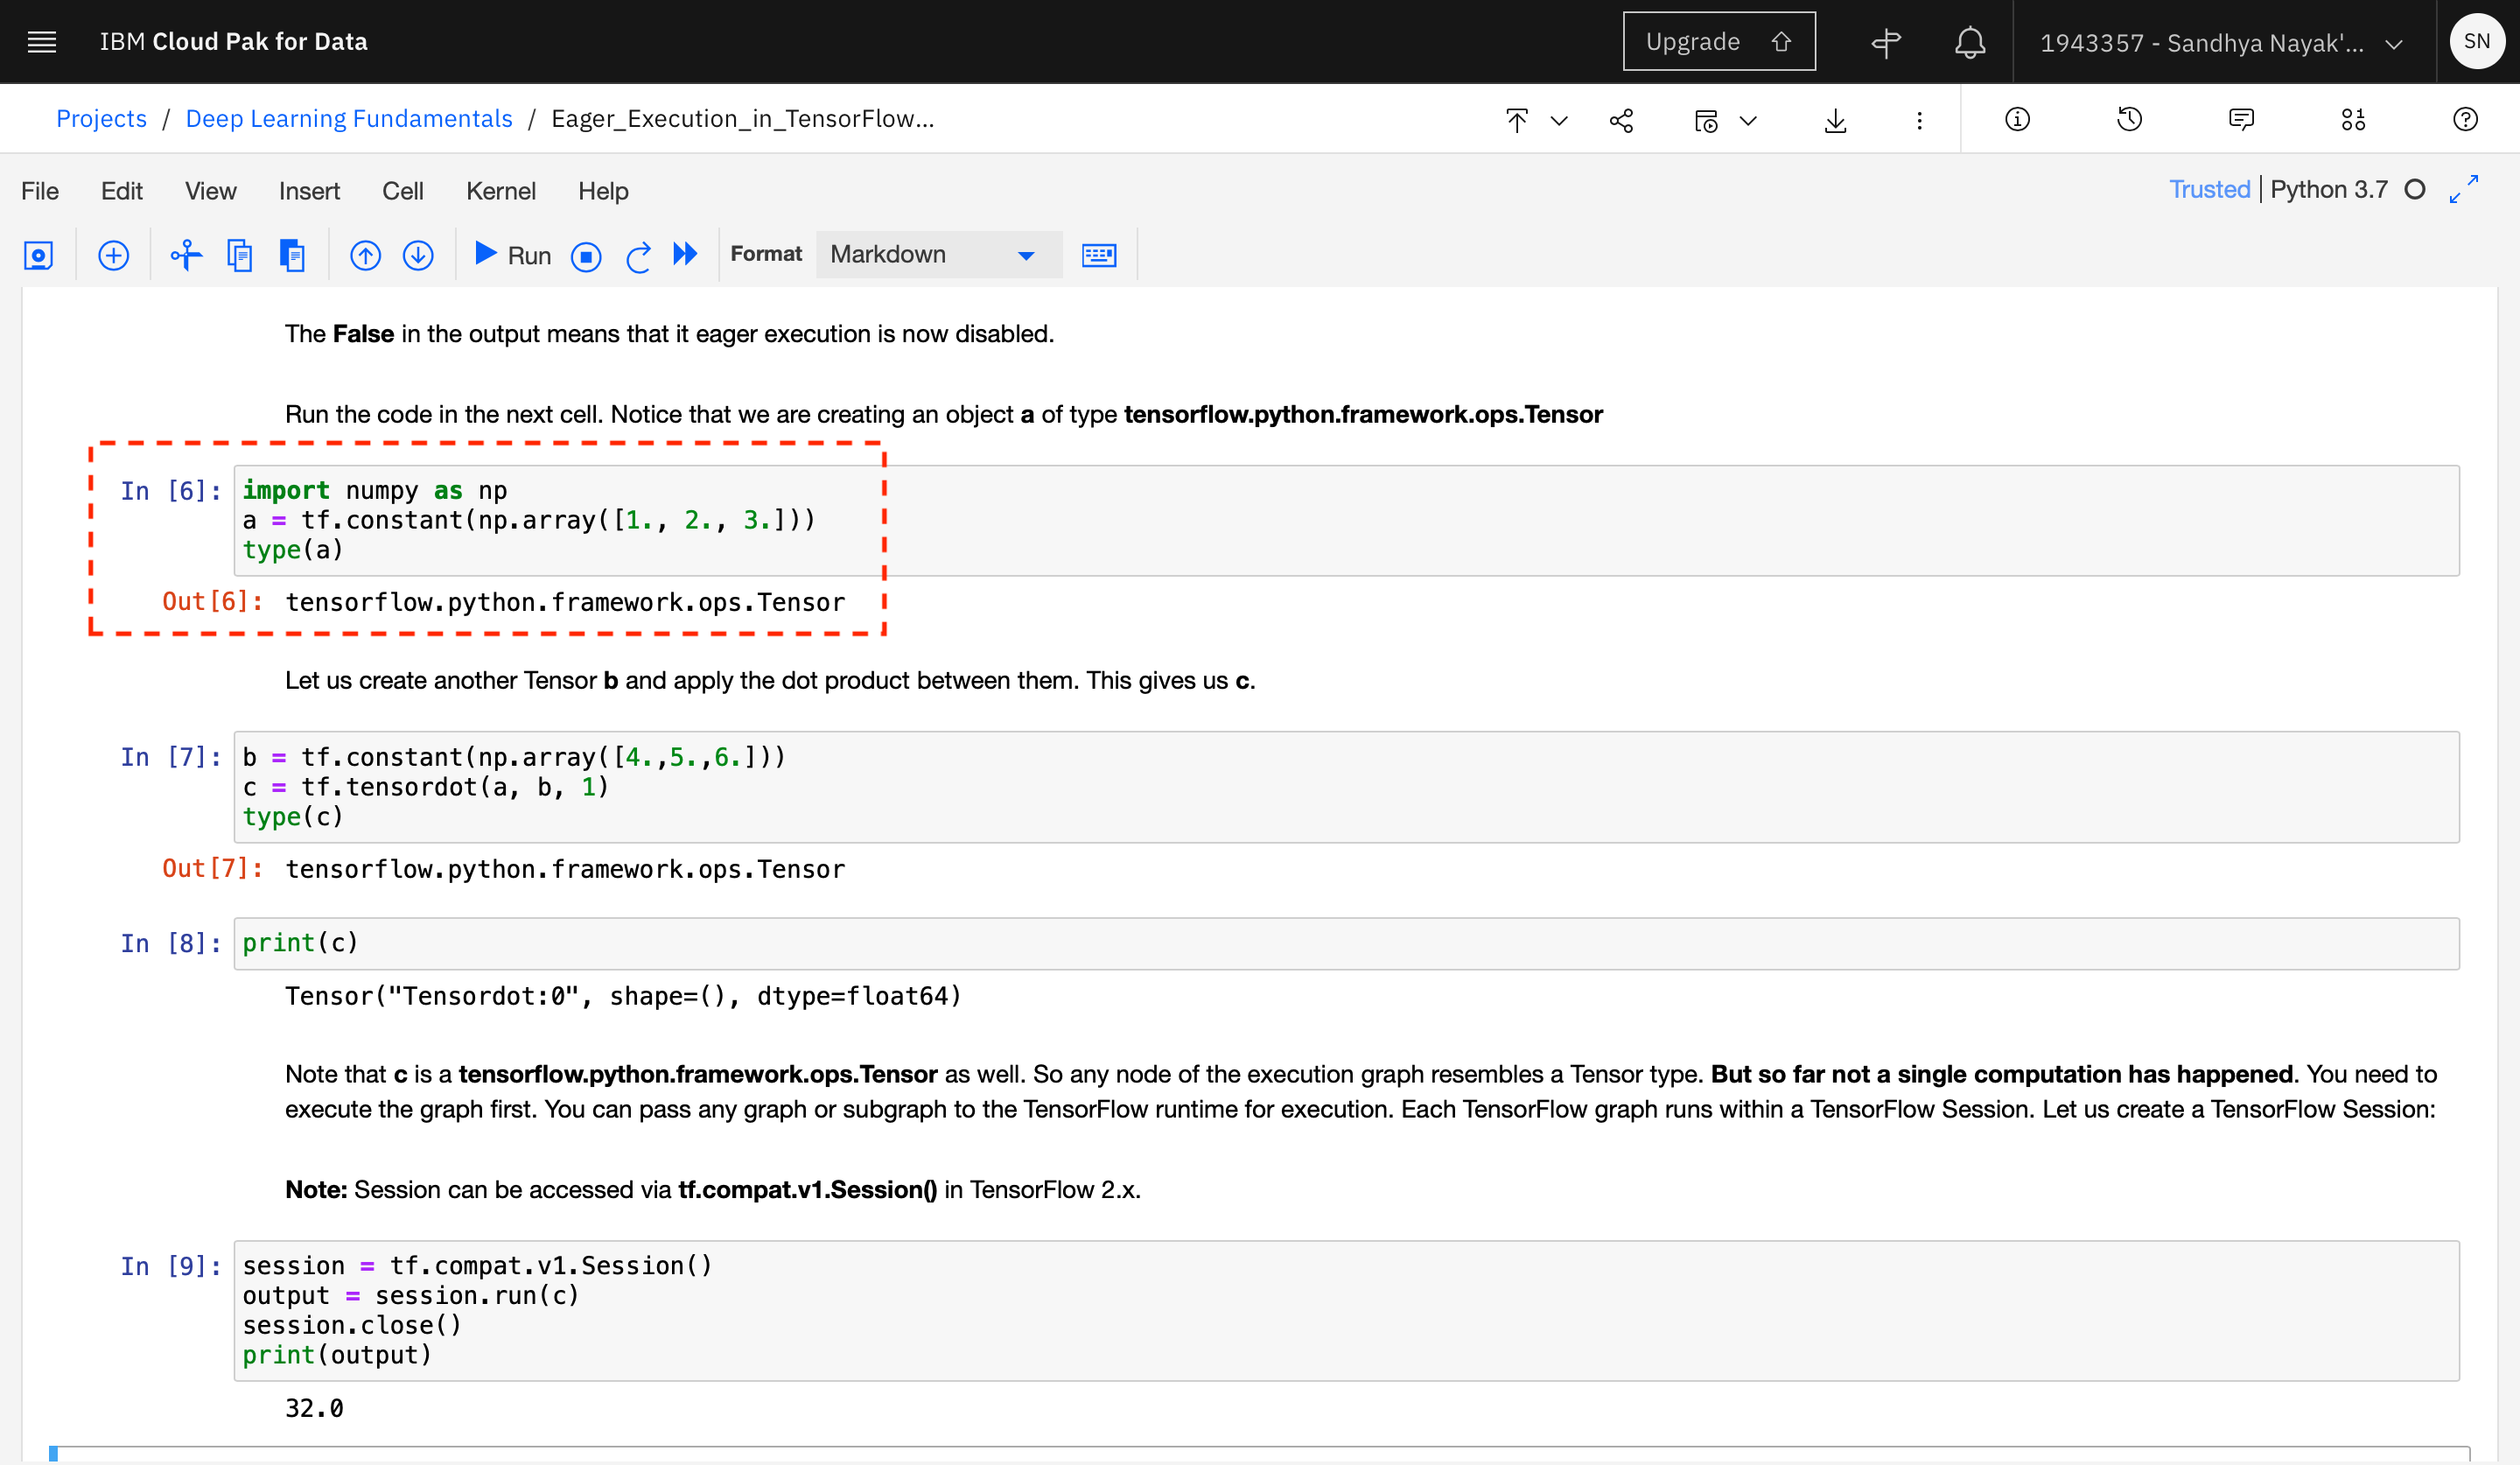 IBM Cloud Pak for Data
Upgrade
1943357 - Sandhya Nayak'...
SN
Projects / Deep Learning Fundamentals / Eager_Execution_in_TensorFlow...
File Edit View Insert Cell Kernel Help
Trusted | Python 3.7
Run
Format
Markdown
The False in the output means that it eager execution is now disabled.
Run the code in the next cell. Notice that we are creating an object a of type tensorflow.python.framework.ops.Tensor
In [6]: import numpy as np
a = tf.constant(np.array([1., 2., 3.]))
type(a)
Out[6]: tensorflow.python.framework.ops.Tensor
Let us create another Tensor b and apply the dot product between them. This gives us c.
In [7]: b = tf.constant(np.array([4.,5.,6.]))
c = tf.tensordot(a, b, 1)
type(c)
Out[7]: tensorflow.python.framework.ops.Tensor
In [8]: print(c)
Tensor("Tensordot:0", shape=(), dtype=float64)
Note that c is a tensorflow.python.framework.ops.Tensor as well. So any node of the execution graph resembles a Tensor type. But so far not a single computation has happened. You need to
execute the graph first. You can pass any graph or subgraph to the TensorFlow runtime for execution. Each TensorFlow graph runs within a TensorFlow Session. Let us create a TensorFlow Session:
Note: Session can be accessed via tf.compat.v1.Session() in TensorFlow 2.x.
In [9]: session = tf.compat.v1.Session()
output = session.run(c)
session.close()
print(output)
32.0